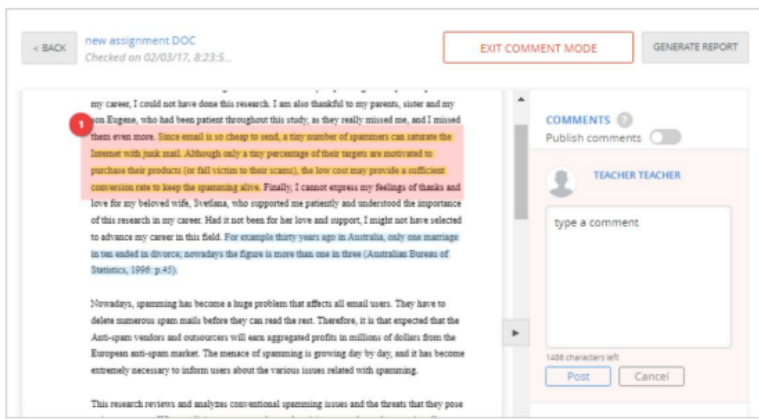 < BACK
new assignment DOC
Checked on 02/03/17, 8:23:5...
EXIT COMMENT MODE
GENERATE REPORT
my career, I could not have done this research. I am also thankful to my parents, sister and my
son Eugene, who had been patient throughout this study, as they really missed me, and I missed
1
them even more. Since email is so cheap to send, a tiny number of spammers can saturate the
Internet with junk mail. Although only a tiny percentage of their targets are motivated to
purchase their products (or fall victim to their scams), the low cost may provide a sufficient
conversion rate to keep the spamming alive. Finally, I cannot express my feelings of thanks and
love for my beloved wife, Svetlana, who supported me patiently and understood the importance
of this research in my career. Had it not been for her love and support, I might not have selected
to advance my career in this field. For example thirty years ago in Australia, only one marriage
in ten ended in divorce; nowadays the figure is more than one in three (Australian Bureau of
Statistics, 1996: p.45).
Nowadays, spamming has become a huge problem that affects all email users. They have to
delete numerous spam mails before they can read the rest. Therefore, it is that expected that the
Anti-spam vendors and outsourcers will earn aggregated profits in millions of dollars from the
European anti-spam market. The menace of spamming is growing day by day, and it has become
extremely necessary to inform users about the various issues related with spamming.
This research reviews and analyzes conventional spamming issues and the threats that they pose
COMMENTS ?
Publish comments
TEACHER TEACHER
type a comment
1486 characters left
Post
Cancel